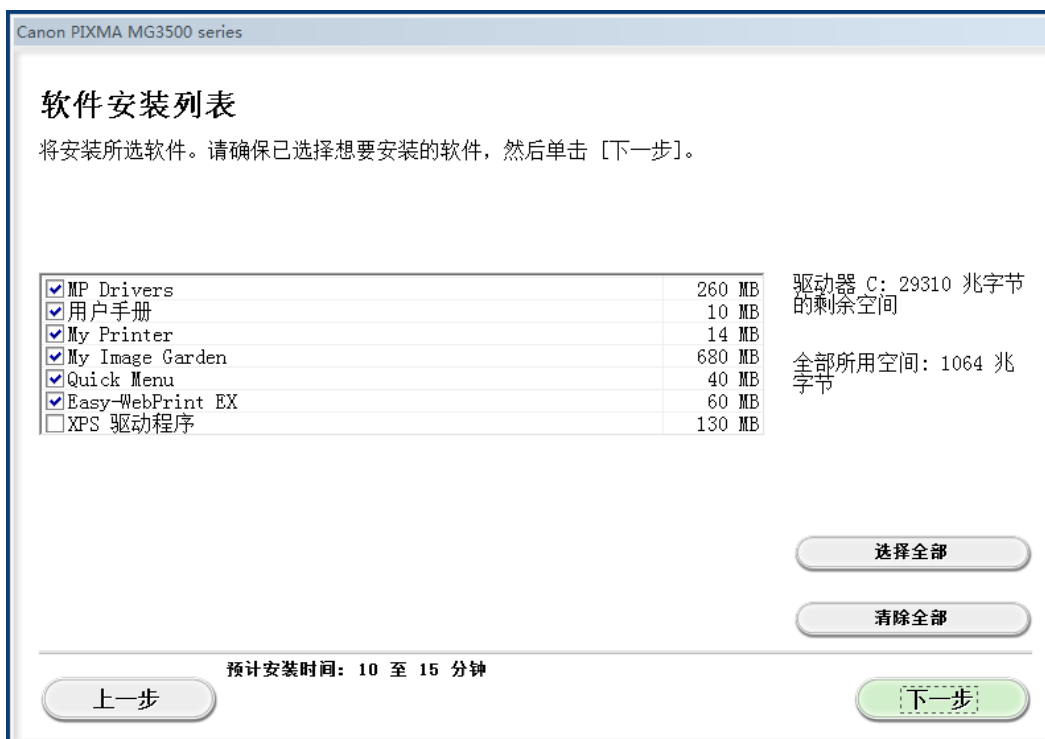 Canon PIXMA MG3500 series
软件安装列表
将安装所选软件。请确保已选择想要安装的软件，然后单击 [下一步]。
MP Drivers 260 MB
用户手册 10 MB
My Printer 14 MB
My Image Garden 680 MB
Quick Menu 40 MB
Easy-WebPrint EX 60 MB
XPS 驱动程序 130 MB
驱动器 C: 29310 兆字节
的剩余空间
全部所用空间: 1064 兆
字节
选择全部
清除全部
预计安装时间: 10 至 15 分钟
上一步
下一步